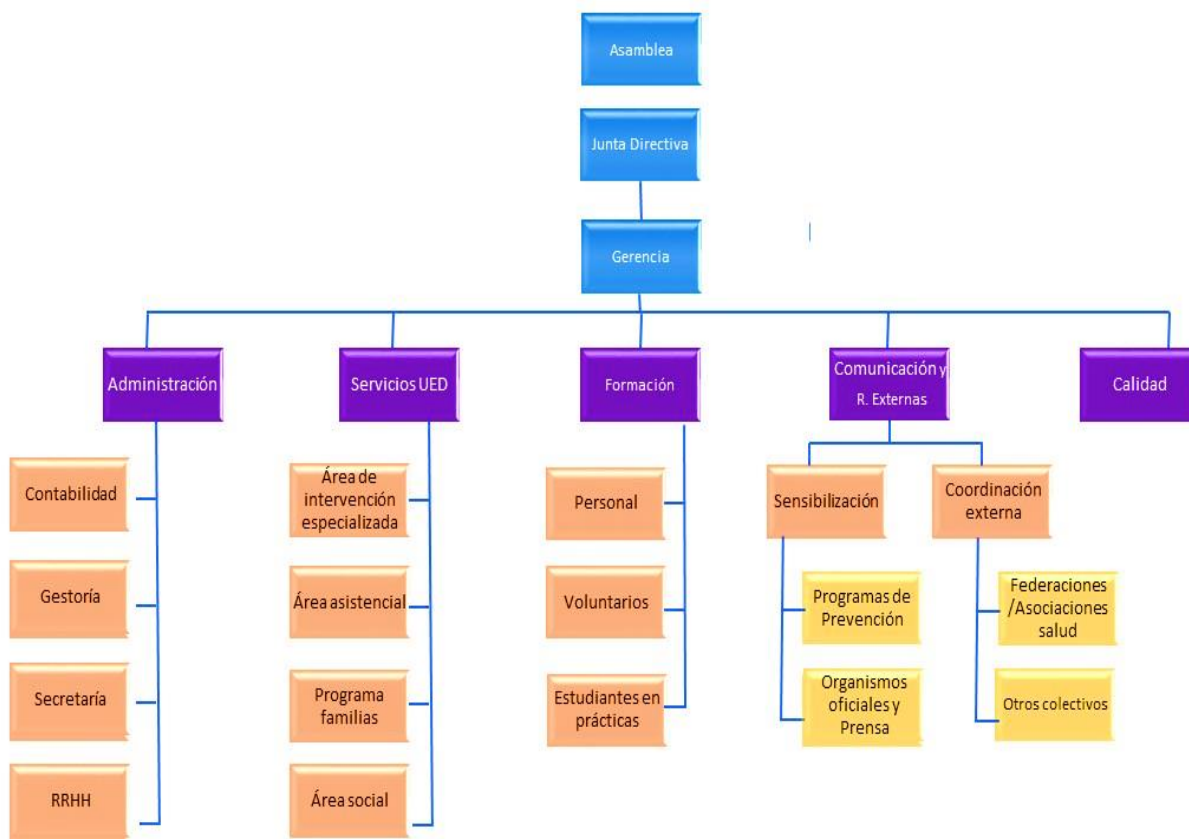 Asamblea
Junta Directiva
Gerencia
Administración
Servicios UED
Formación
Comunicación y
R. Externas
Calidad
Contabilidad
Gestoría
Secretaría
RRHH
Área de
intervención
especializada
Área asistencial
Programa
familias
Área social
Personal
Voluntarios
Estudiantes en
prácticas
Sensibilización
Programas de
Prevención
Organismos
oficiales y
Prensa
Coordinación
externa
Federaciones
/Asociaciones
salud
Otros colectivos